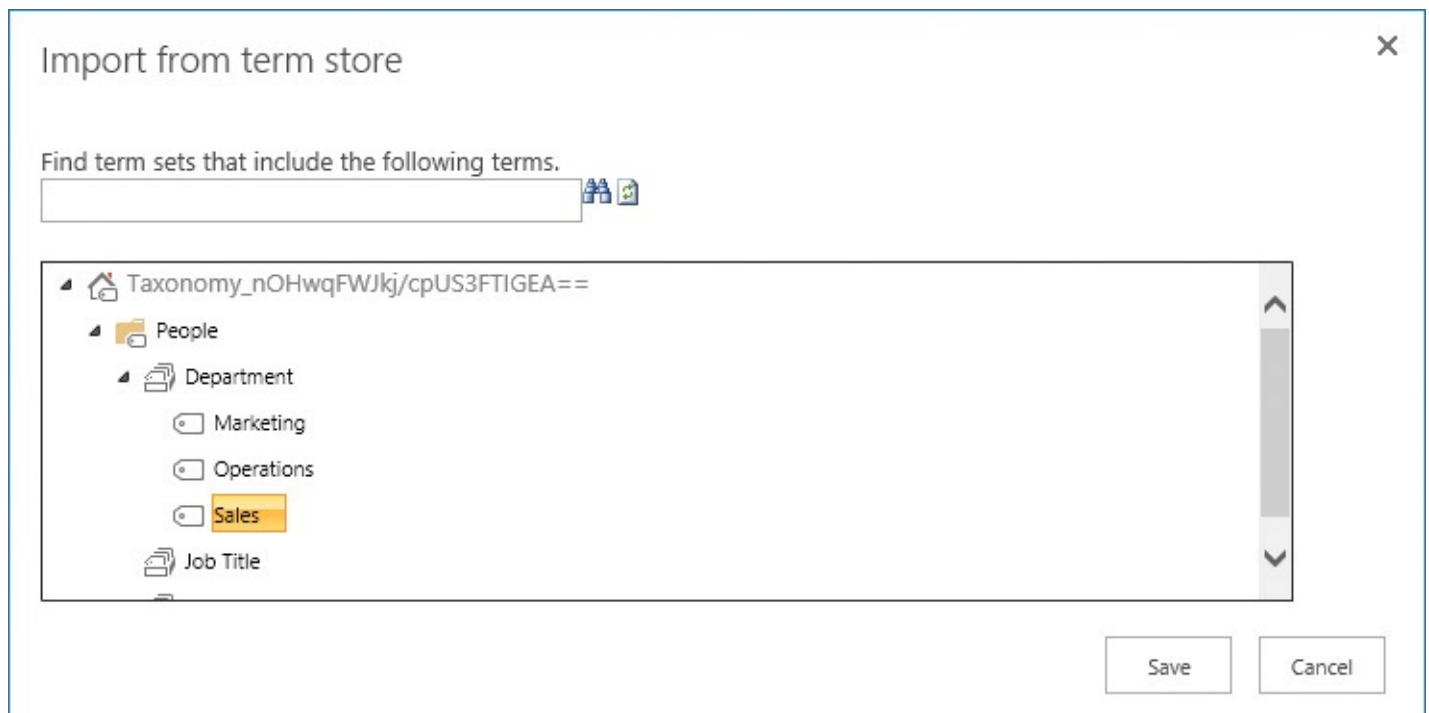 Import from term store
Find term sets that include the following terms.
Taxonomy_nOHwqFWJkj/cpUS3FTIGEA==
People
Department
Marketing
Operations
Sales
Job Title
Save
Cancel